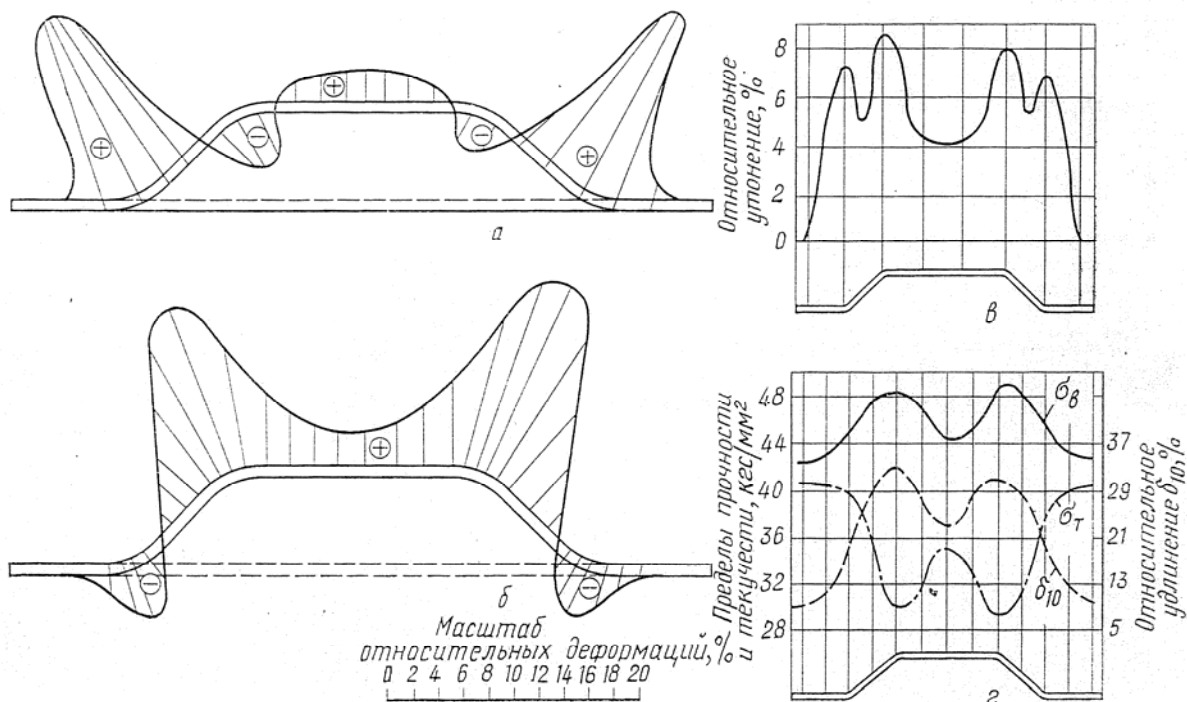 а
б
Масштаб
относительных деформаций,%
0 2 4 6 8 10 12 14 16 18 20
Относительное
утонение, %
8
6
4
2
0
в
Пределы прочности
и текучести, кгс/мм²
48
44
40
36
32
28
σв
σт
δ10
37
29
21
13
5
Относительное
удлинение δ10,%
г